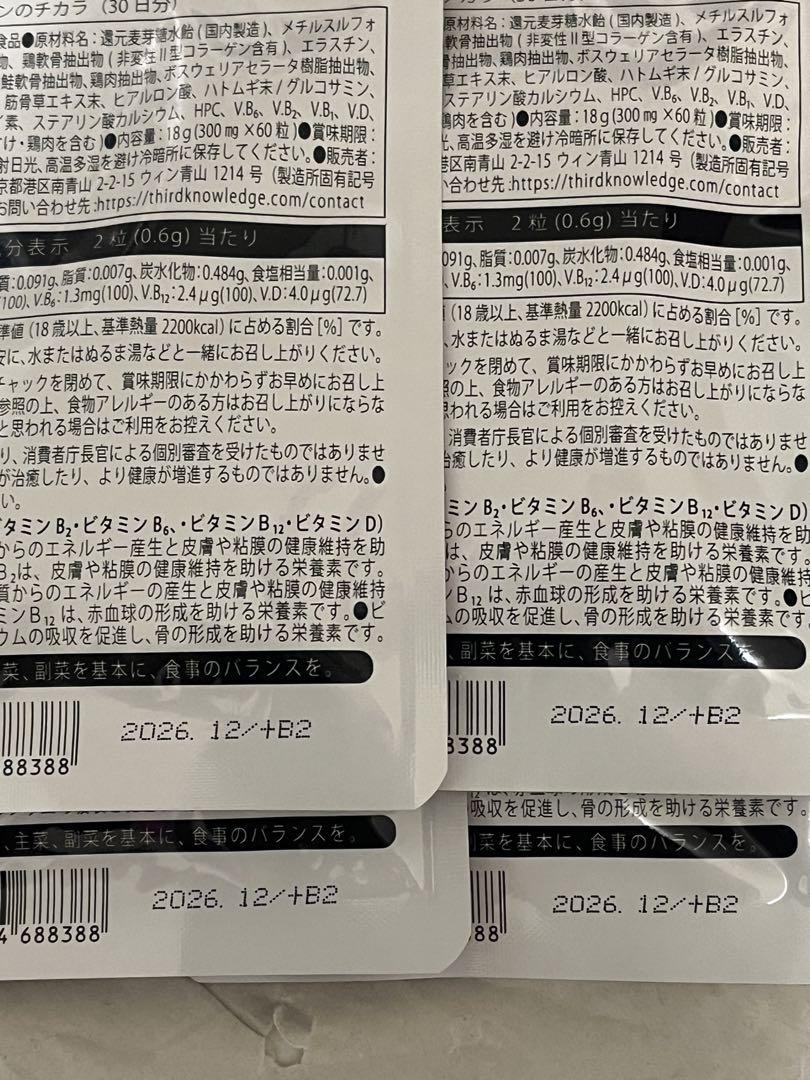 ンのチカラ（30日分）
食品●原材料名：還元麦芽糖水飴（国内製造）、メチルスルフォ
物、鶏軟骨抽出物（非変性Ⅱ型コラーゲン含有）、エラスチン、
鮭軟骨抽出物、鶏肉抽出物、ボスウェリアセラータ樹脂抽出物、
筋骨草エキス末、ヒアルロン酸、ハトムギ末／グルコサミン、
素、ステアリン酸カルシウム、HPC、V.B₆、V.B₂、V.B₁、V.D、
け・鶏肉を含む）●内容量：18g（300㎎×60粒）●賞味期限：
射日光、高温多湿を避け冷暗所に保存してください。●販売者：
京都港区南青山 2-2-15 ウィン青山 1214 号（製造所固有記号
お問い合わせ先:https://thirdknowledge.com/contact
分表示 2粒(0.6g)当たり
質:0.091g、脂質:0.007g、炭水化物:0.484g、食塩相当量:0.001g、
100)、V.B₆：1.3mg(100)、V.B₁₂：2.4μg(100)、V.D：4.0μg(72.7)
準値（18歳以上、基準熱量2200kcal）に占める割合［%］です。
安に、水またはぬるま湯などと一緒にお召し上がりください。
チャックを閉めて、賞味期限にかかわらずお早めにお召し上
参照の上、食物アレルギーのある方はお召し上がりにならな
と思われる場合はご利用をお控えください。
り、消費者庁長官による個別審査を受けたものではありませ
が治癒したり、より健康が増進するものではありません。●
い。
タミンB₂・ビタミンB₆、・ビタミンB₁₂・ビタミンD）
からのエネルギー産生と皮膚や粘膜の健康維持を助
B₂は、皮膚や粘膜の健康維持を助ける栄養素です。
質からのエネルギーの産生と皮膚や粘膜の健康維持
ミンB₁₂は、赤血球の形成を助ける栄養素です。●ビ
ウムの吸収を促進し、骨の形成を助ける栄養素です。
菜、副菜を基本に、食事のバランスを。
2026. 12/+B2
88388
原材料名：還元麦芽糖水飴（国内製造）、メチルスルフォ
軟骨抽出物（非変性Ⅱ型コラーゲン含有）、エラスチン、
骨抽出物、鶏肉抽出物、ボスウェリアセラータ樹脂抽出物、
草エキス末、ヒアルロン酸、ハトムギ末／グルコサミン、
ステアリン酸カルシウム、HPC、V.B₆、V.B₂、V.B₁、V.D、
鶏肉を含む）●内容量：18g（300㎎×60粒）●賞味期限：
光、高温多湿を避け冷暗所に保存してください。●販売者：
港区南青山 2-2-15 ウィン青山 1214 号（製造所固有記号
い合わせ先:https://thirdknowledge.com/contact
表示 2粒(0.6g)当たり
091g、脂質:0.007g、炭水化物:0.484g、食塩相当量:0.001g、
、V.B₆：1.3mg(100)、V.B₁₂：2.4μg(100)、V.D：4.0μg(72.7)
（18歳以上、基準熱量2200kcal）に占める割合［%］です。
、水またはぬるま湯などと一緒にお召し上がりください。
ックを閉めて、賞味期限にかかわらずお早めにお召し上
照の上、食物アレルギーのある方はお召し上がりにならな
思われる場合はご利用をお控えください。
消費者庁長官による個別審査を受けたものではありませ
治癒したり、より健康が増進するものではありません。●
ミンB₂・ビタミンB₆、・ビタミンB₁₂・ビタミンD）
らのエネルギー産生と皮膚や粘膜の健康維持を助
は、皮膚や粘膜の健康維持を助ける栄養素です。
からのエネルギーの産生と皮膚や粘膜の健康維持
ンB₁₂は、赤血球の形成を助ける栄養素です。●ビ
ムの吸収を促進し、骨の形成を助ける栄養素です。
、副菜を基本に、食事のバランスを
2026. 12/+B2
8388
、主菜、副菜を基本に、食事のバランスを。
2026. 12/+B2
4 688388
吸収を促進し、骨の形成を助ける栄養素です。
菜、副菜を基本に、食事のバランスを。
2026. 12/+B2
88